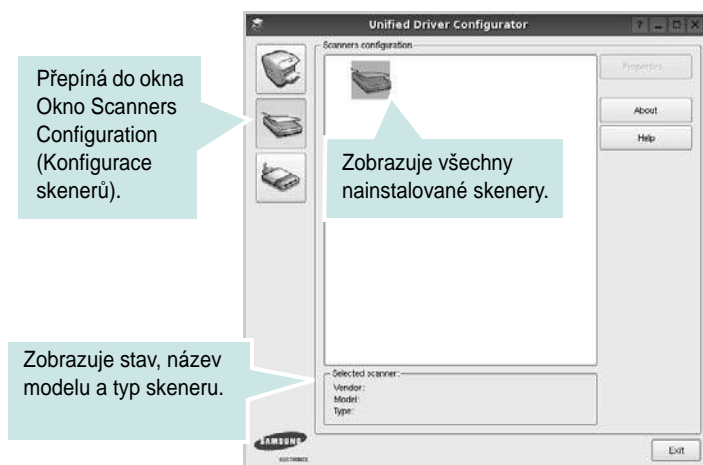 Unified Driver Configurator
Scanners configuration
Přepíná do okna
Okno Scanners
Configuration
(Konfigurace
skenerů).
Zobrazuje všechny
nainstalované skenery.
Properties...
About
Help
Zobrazuje stav, název
modelu a typ skeneru.
Selected scanner:
Vendor:
Model:
Type:
SAMSUNG
ELECTRONICS
Exit